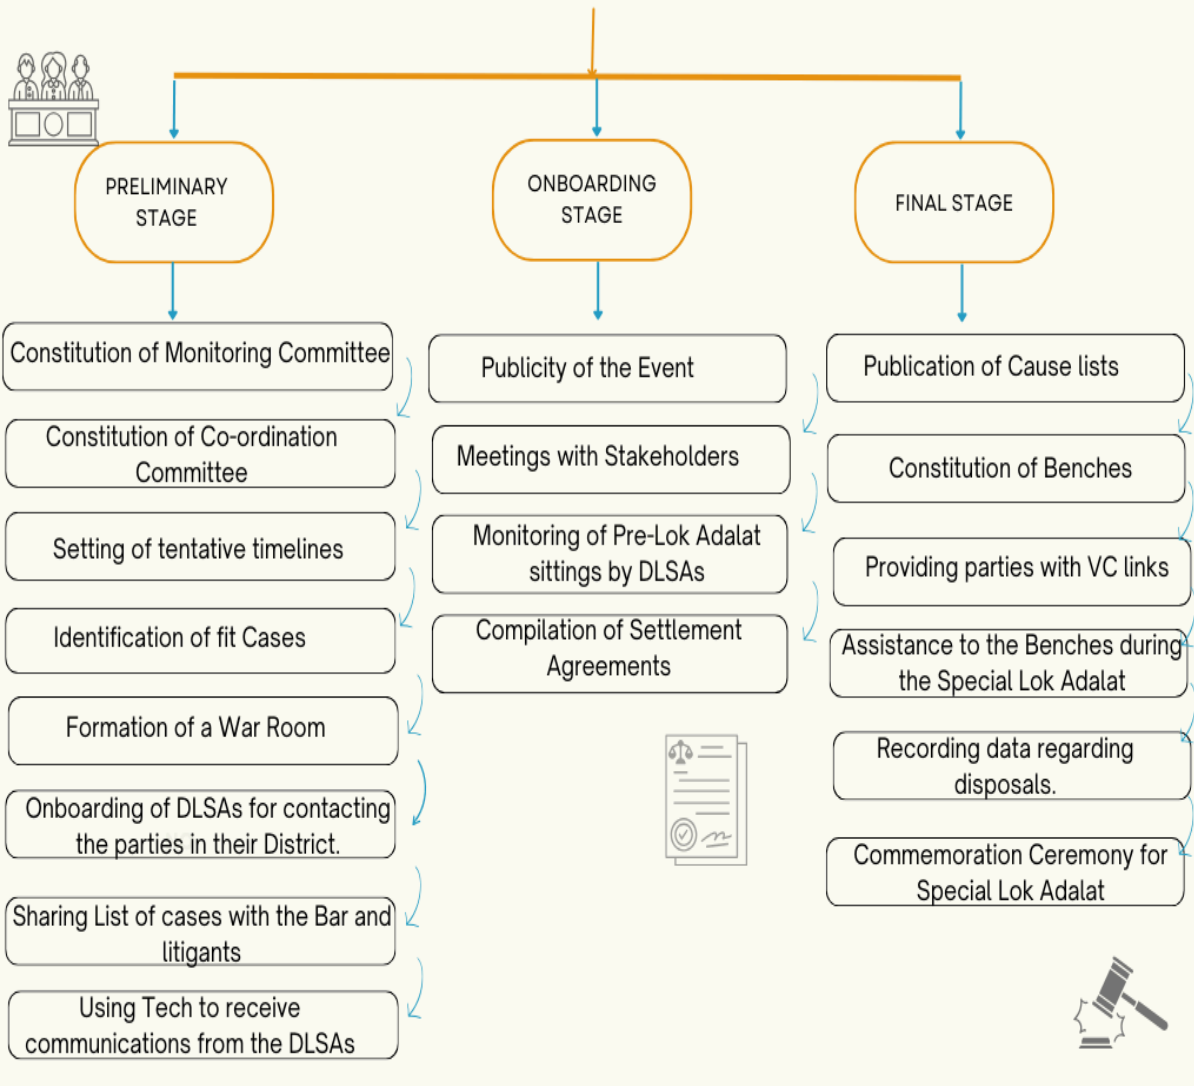 PRELIMINARY
STAGE
ONBOARDING
STAGE
FINAL STAGE
Constitution of Monitoring Committee
Constitution of Co-ordination
Committee
Setting of tentative timelines
Identification of fit Cases
Formation of a War Room
Onboarding of DLSAs for contacting
the parties in their District.
Sharing List of cases with the Bar and
litigants
Using Tech to receive
communications from the DLSAs
Publicity of the Event
Meetings with Stakeholders
Monitoring of Pre-Lok Adalat
sittings by DLSAs
Compilation of Settlement
Agreements
Publication of Cause lists
Constitution of Benches
Providing parties with VC links
Assistance to the Benches during
the Special Lok Adalat
Recording data regarding
disposals.
Commemoration Ceremony for
Special Lok Adalat